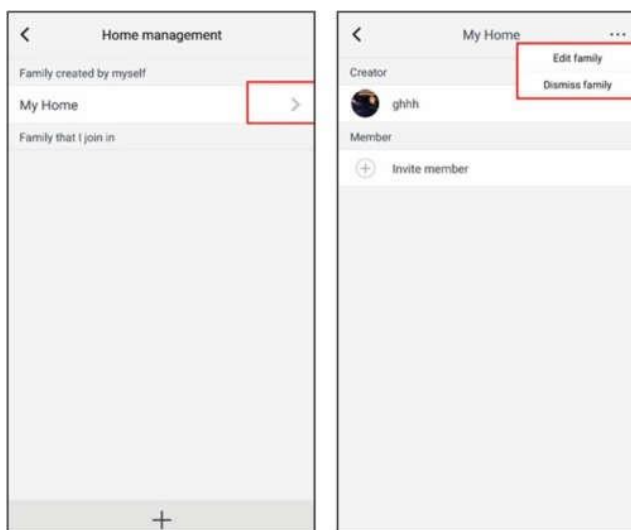 Home management
Family created by myself
My Home
Family that I join in
My Home
Edit family
Dismiss family
Creator
ghhh
Member
Invite member